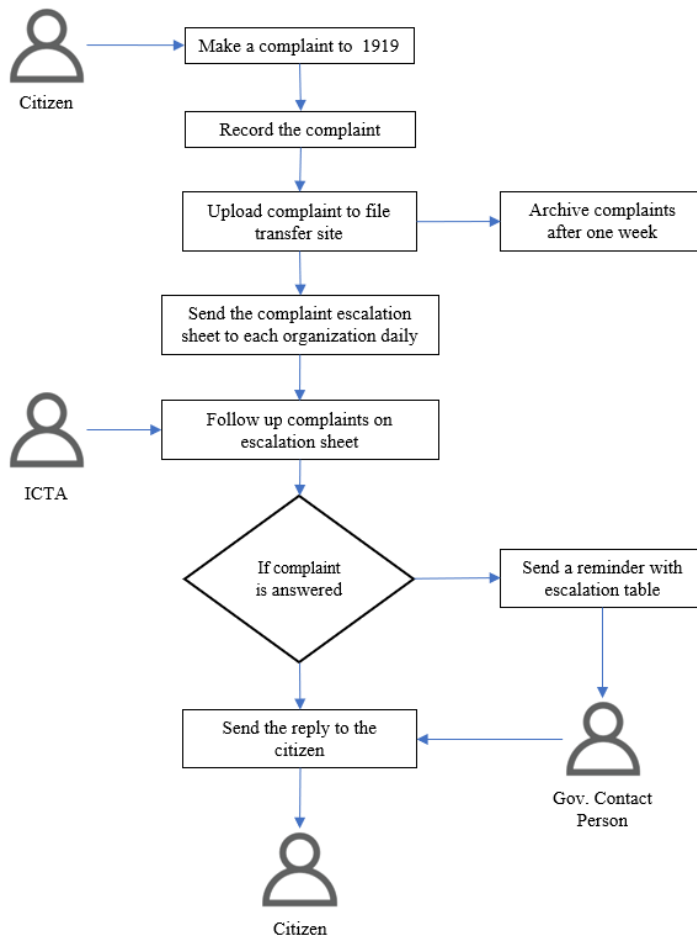 Make a complaint to 1919
Citizen
Record the complaint
Upload complaint to file
transfer site
Archive complaints
after one week
Send the complaint escalation
sheet to each organization daily
Follow up complaints on
escalation sheet
ICTA
If
complaint
is answered
Send a reminder with
escalation table
Send the reply to the
citizen
Gov. Contact
Person
Citizen